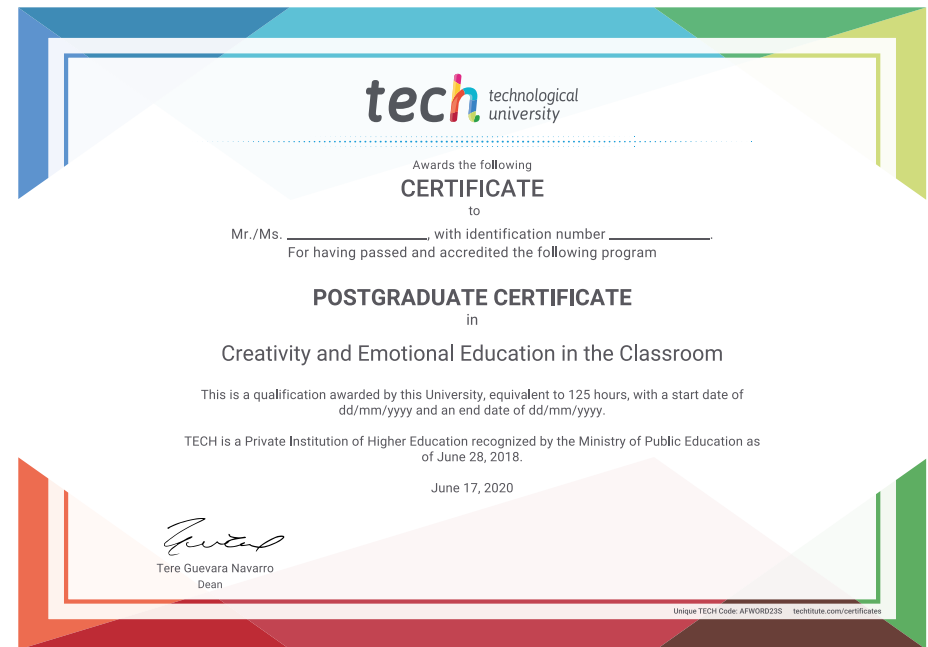 tech technological
university
Awards the following
CERTIFICATE
to
Mr./Ms. ____________________, with identification number ______________.
For having passed and accredited the following program
POSTGRADUATE CERTIFICATE
in
Creativity and Emotional Education in the Classroom
This is a qualification awarded by this University, equivalent to 125 hours, with a start date of
dd/mm/yyyy and an end date of dd/mm/yyyy.
TECH is a Private Institution of Higher Education recognized by the Ministry of Public Education as
of June 28, 2018.
June 17, 2020
Tere Guevara Navarro
Dean
Unique TECH Code: AFWORD23S techtitute.com/certificates